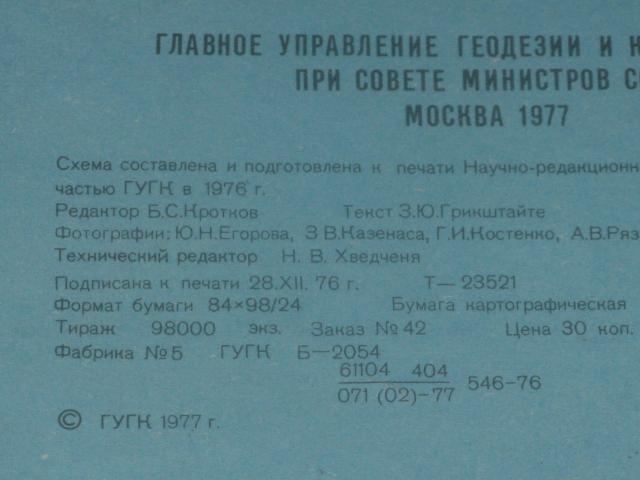 ГЛАВНОЕ УПРАВЛЕНИЕ ГЕОДЕЗИИ И
ПРИ СОВЕТЕ МИНИСТРОВ
МОСКВА 1977
Схема составлена и подготовлена к печати Научно-редакционн
частью ГУГК в 1976 г.
Редактор Б.С.Кротков Текст З.Ю.Грикштайте
Фотографии: Ю.Н.Егорова, З В.Казенаса, Г.И.Костенко, А.В.Ряз
Технический редактор Н. В. Хведченя
Подписана к печати 28.XII. 76 г. Т— 23521
Формат бумаги 84×98/24 Бумага картографическая
Тираж 98000 экз. Заказ №42 Цена 30 коп.
Фабрика №5 ГУГК Б—2054
61104 404
071 (02)-77 546-76
© ГУГК 1977 г.